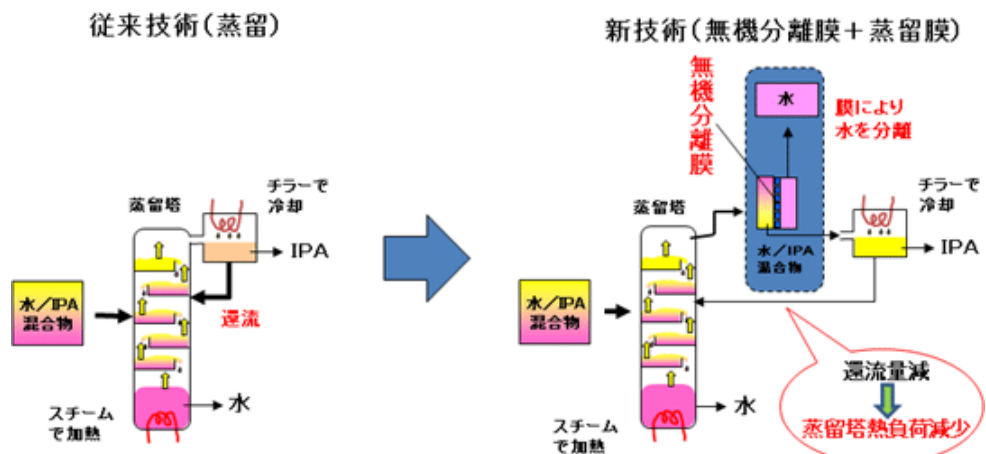 従来技術(蒸留)
蒸留塔
チラーで
冷却
IPA
水/IPA
混合物
還流
スチーム
で加熱
水
新技術(無機分離膜+蒸留膜)
無機分離膜
水
膜により
水を分離
蒸留塔
チラーで
冷却
水/IPA
混合物
IPA
水/IPA
混合物
スチーム
で加熱
水
還流量減
蒸留塔熱負荷減少